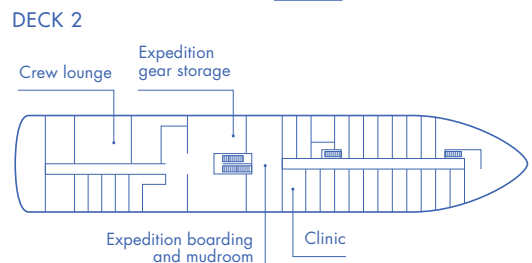 DECK 2
Expedition
gear storage
Crew lounge
Expedition boarding
and mudroom
Clinic